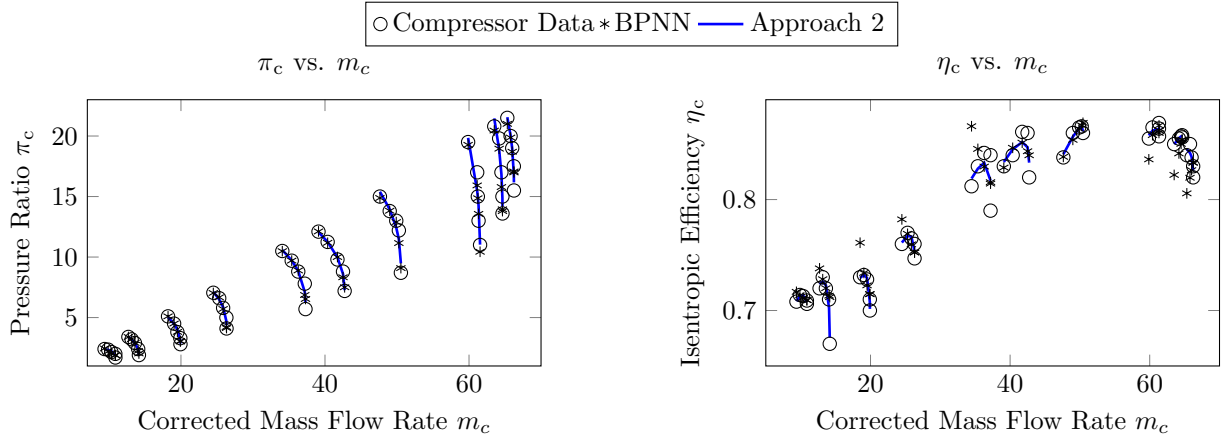 Compressor Data BPNN Approach 2
π_c vs. m_c
Pressure Ratio π_c
20
15
10
5
20 40 60
Corrected Mass Flow Rate m_c
η_c vs. m_c
Isentropic Efficiency η_c
0.8
0.7
20 40 60
Corrected Mass Flow Rate m_c